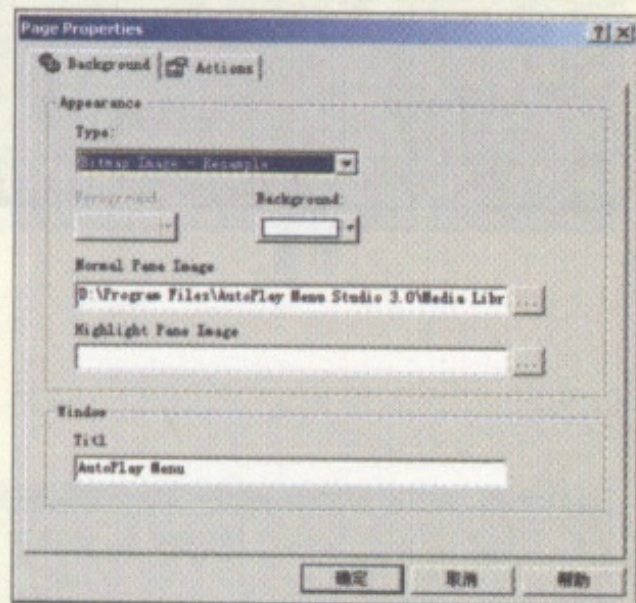 Page Properties
Background
Actions
Appearance
Type:
Bitmap Image - Resample
Foreground:
Background:
Normal Pane Image
D:\Program Files\AutoPlay Menu Studio 3.0\Media Libr
...
Highlight Pane Image
...
Window
Titl
AutoPlay Menu
确定
取消
帮助